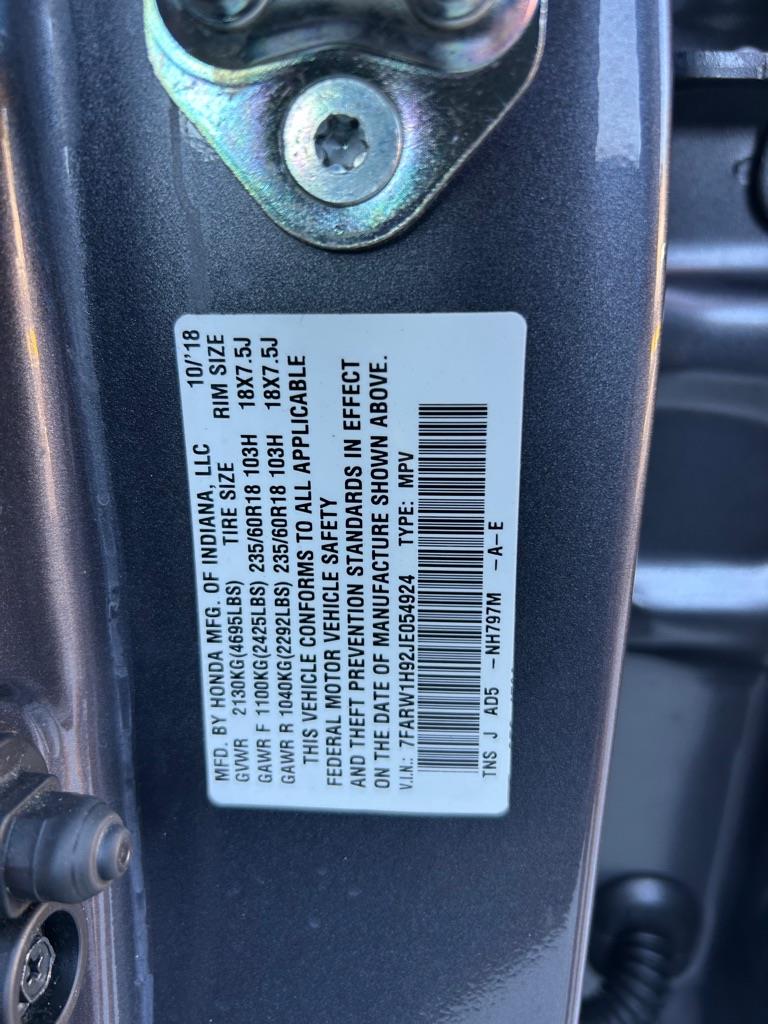 MFD. BY HONDA MFG. OF INDIANA, LLC 10/'18
GVWR 2130KG(4695LBS) TIRE SIZE RIM SIZE
GAWR F 1100KG(2425LBS) 235/60R18 103H 18X7.5J
GAWR R 1040KG(2292LBS) 235/60R18 103H 18X7.5J
THIS VEHICLE CONFORMS TO ALL APPLICABLE
FEDERAL MOTOR VEHICLE SAFETY
AND THEFT PREVENTION STANDARDS IN EFFECT
ON THE DATE OF MANUFACTURE SHOWN ABOVE.
V.I.N.: 7FARW1H92JE054924 TYPE: MPV
TNS J AD5 -NH797M -A-E